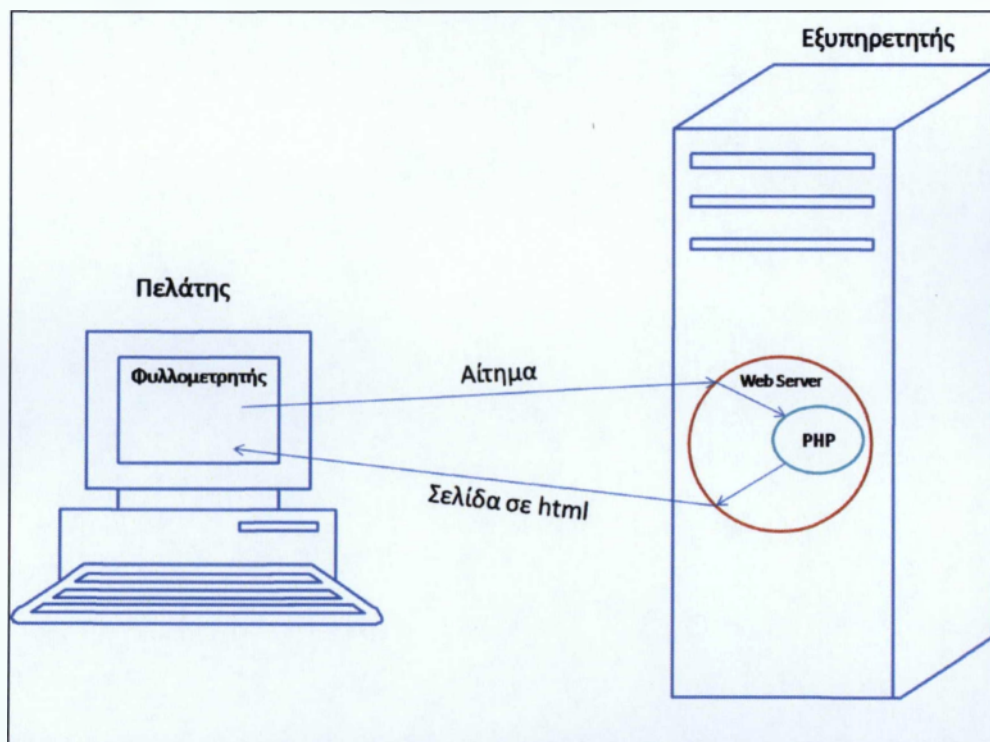 Εξυπηρετητής
Πελάτης
Φυλλομετρητής
Αίτημα
Web Server
PHP
Σελίδα σε html